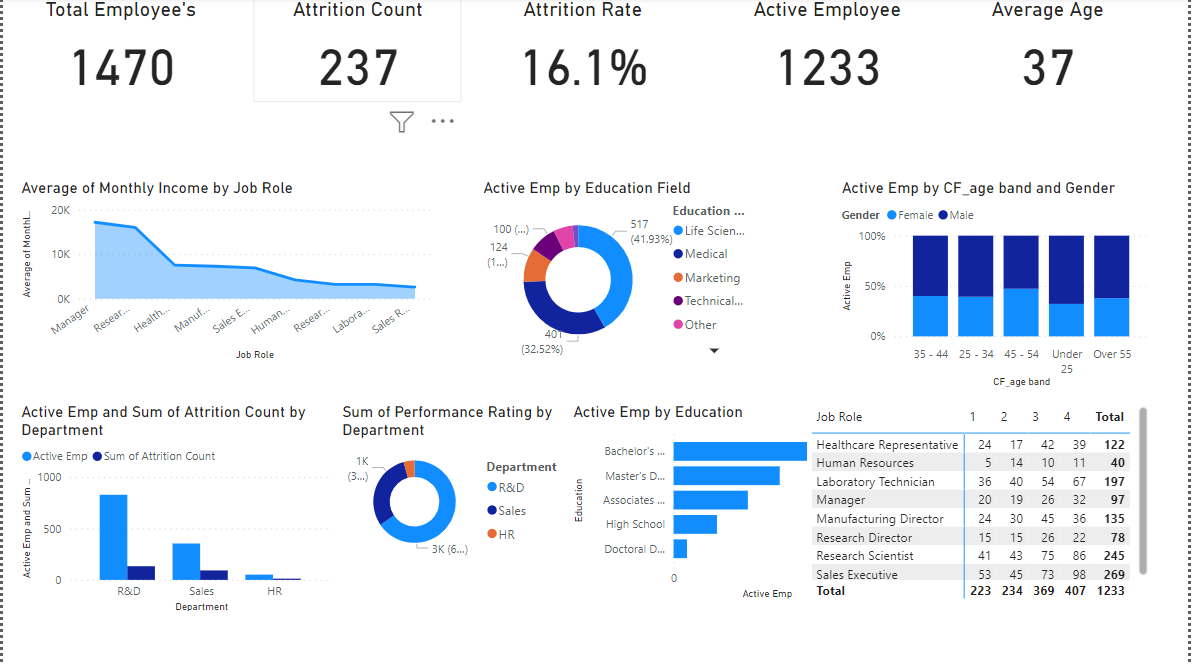 Total Employee's
1470
Attrition Count
237
Attrition Rate
16.1%
Active Employee
1233
Average Age
37
Average of Monthly Income by Job Role
Average of Monthl...
20K
10K
0K
Manager
Resear...
Health...
Manuf...
Sales E...
Human...
Resear...
Labora...
Sales R...
Job Role
Active Emp by Education Field
517
(41.93%)
401
(32.52%)
124
(1...)
100 (...)
Education ...
Life Scien...
Medical
Marketing
Technical...
Other
Active Emp by CF_age band and Gender
Gender Female Male
Active Emp
100%
50%
0%
35 - 44
25 - 34
45 - 54
Under
25
Over 55
CF_age band
Active Emp and Sum of Attrition Count by
Department
Active Emp Sum of Attrition Count
Active Emp and Sum ...
1000
500
0
R&D
Sales
HR
Department
Sum of Performance Rating by
Department
1K
(3...)
3K (6...)
Department
R&D
Sales
HR
Active Emp by Education
Education
Bachelor's ...
Master's D...
Associates ...
High School
Doctoral D...
0
Active Emp
Job Role 1 2 3 4 Total
Healthcare Representative 24 17 42 39 122
Human Resources 5 14 10 11 40
Laboratory Technician 36 40 54 67 197
Manager 20 19 26 32 97
Manufacturing Director 24 30 45 36 135
Research Director 15 15 26 22 78
Research Scientist 41 43 75 86 245
Sales Executive 53 45 73 98 269
Total 223 234 369 407 1233